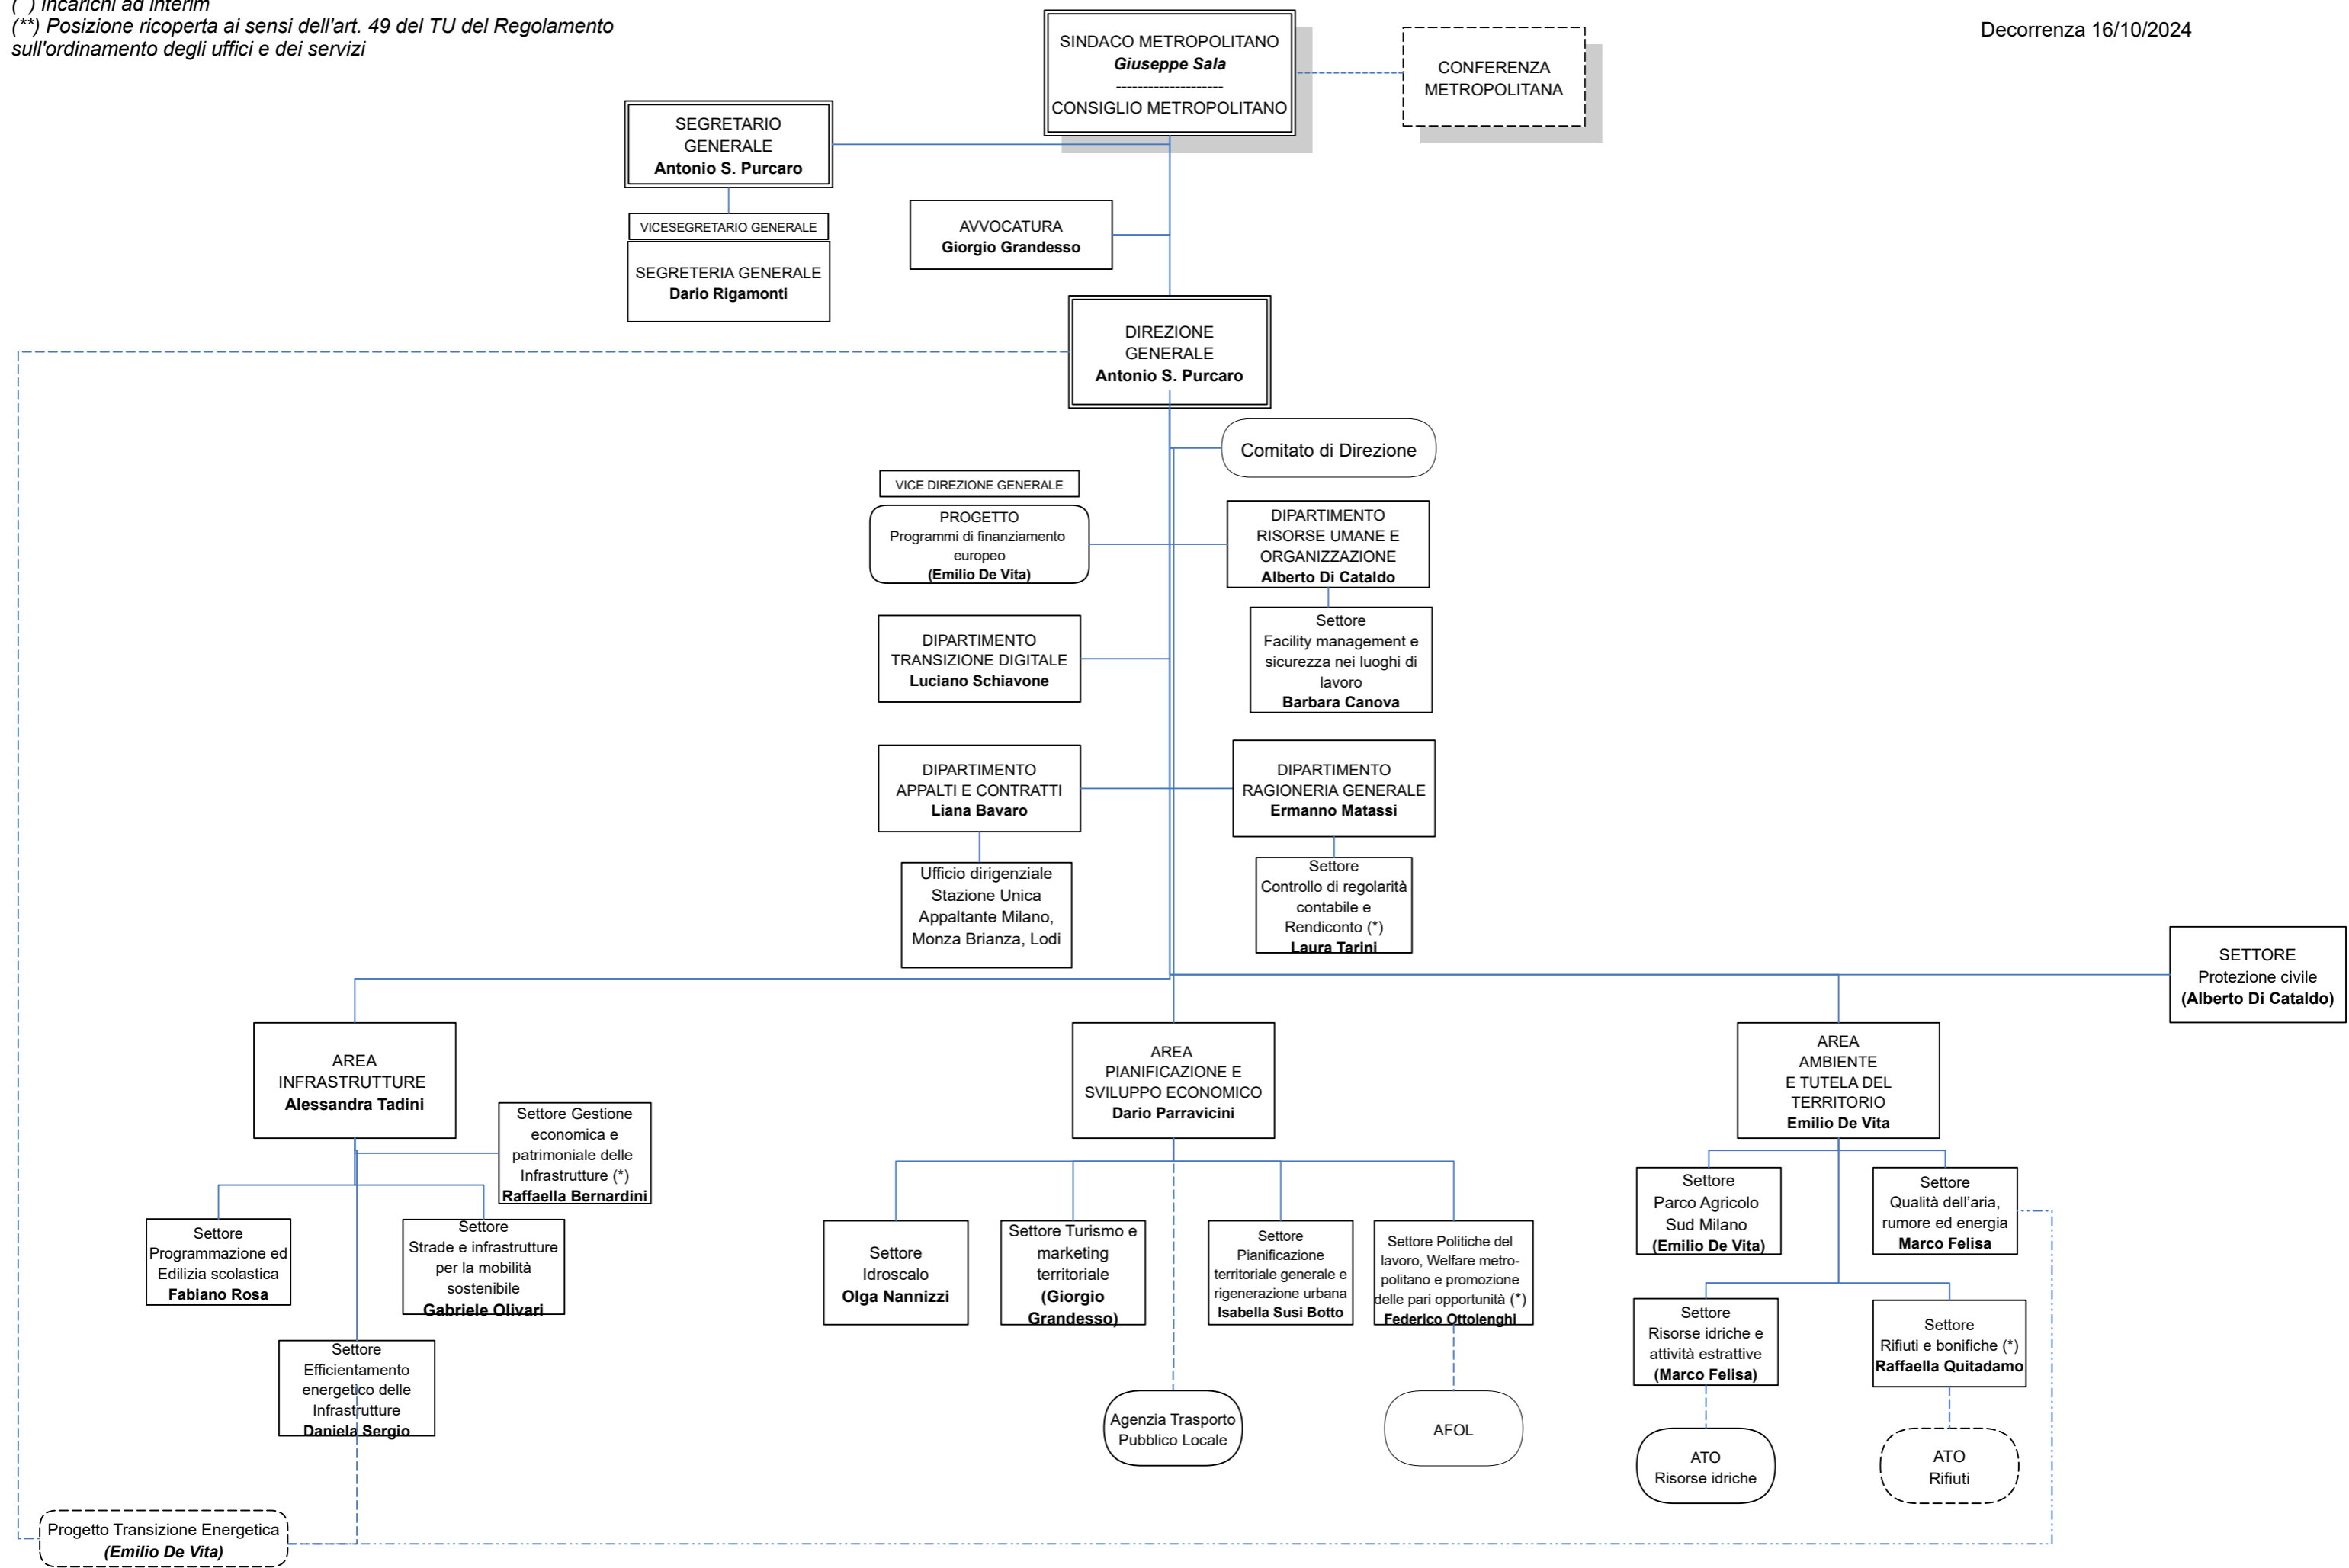 ( ) Incarichi ad interim
(**) Posizione ricoperta ai sensi dell'art. 49 del TU del Regolamento
sull'ordinamento degli uffici e dei servizi
Decorrenza 16/10/2024
SINDACO METROPOLITANO
Giuseppe Sala
--------------------
CONSIGLIO METROPOLITANO
CONFERENZA
METROPOLITANA
SEGRETARIO
GENERALE
Antonio S. Purcaro
VICESEGRETARIO GENERALE
SEGRETERIA GENERALE
Dario Rigamonti
AVVOCATURA
Giorgio Grandesso
DIREZIONE
GENERALE
Antonio S. Purcaro
Comitato di Direzione
VICE DIREZIONE GENERALE
PROGETTO
Programmi di finanziamento
europeo
(Emilio De Vita)
DIPARTIMENTO
RISORSE UMANE E
ORGANIZZAZIONE
Alberto Di Cataldo
Settore
Facility management e
sicurezza nei luoghi di
lavoro
Barbara Canova
DIPARTIMENTO
TRANSIZIONE DIGITALE
Luciano Schiavone
DIPARTIMENTO
APPALTI E CONTRATTI
Liana Bavaro
DIPARTIMENTO
RAGIONERIA GENERALE
Ermanno Matassi
Ufficio dirigenziale
Stazione Unica
Appaltante Milano,
Monza Brianza, Lodi
Settore
Controllo di regolarità
contabile e
Rendiconto (*)
Laura Tarini
SETTORE
Protezione civile
(Alberto Di Cataldo)
AREA
INFRASTRUTTURE
Alessandra Tadini
Settore Gestione
economica e
patrimoniale delle
Infrastrutture (*)
Raffaella Bernardini
Settore
Programmazione ed
Edilizia scolastica
Fabiano Rosa
Settore
Strade e infrastrutture
per la mobilità
sostenibile
Gabriele Olivari
Settore
Efficientamento
energetico delle
Infrastrutture
Daniela Sergio
AREA
PIANIFICAZIONE E
SVILUPPO ECONOMICO
Dario Parravicini
Settore
Idroscalo
Olga Nannizzi
Settore Turismo e
marketing
territoriale
(Giorgio
Grandesso)
Settore
Pianificazione
territoriale generale e
rigenerazione urbana
Isabella Susi Botto
Settore Politiche del
lavoro, Welfare metro-
politano e promozione
delle pari opportunità (*)
Federico Ottolenghi
Agenzia Trasporto
Pubblico Locale
AFOL
AREA
AMBIENTE
E TUTELA DEL
TERRITORIO
Emilio De Vita
Settore
Parco Agricolo
Sud Milano
(Emilio De Vita)
Settore
Qualità dell'aria,
rumore ed energia
Marco Felisa
Settore
Risorse idriche e
attività estrattive
(Marco Felisa)
Settore
Rifiuti e bonifiche (*)
Raffaella Quitadamo
ATO
Risorse idriche
ATO
Rifiuti
Progetto Transizione Energetica
(Emilio De Vita)